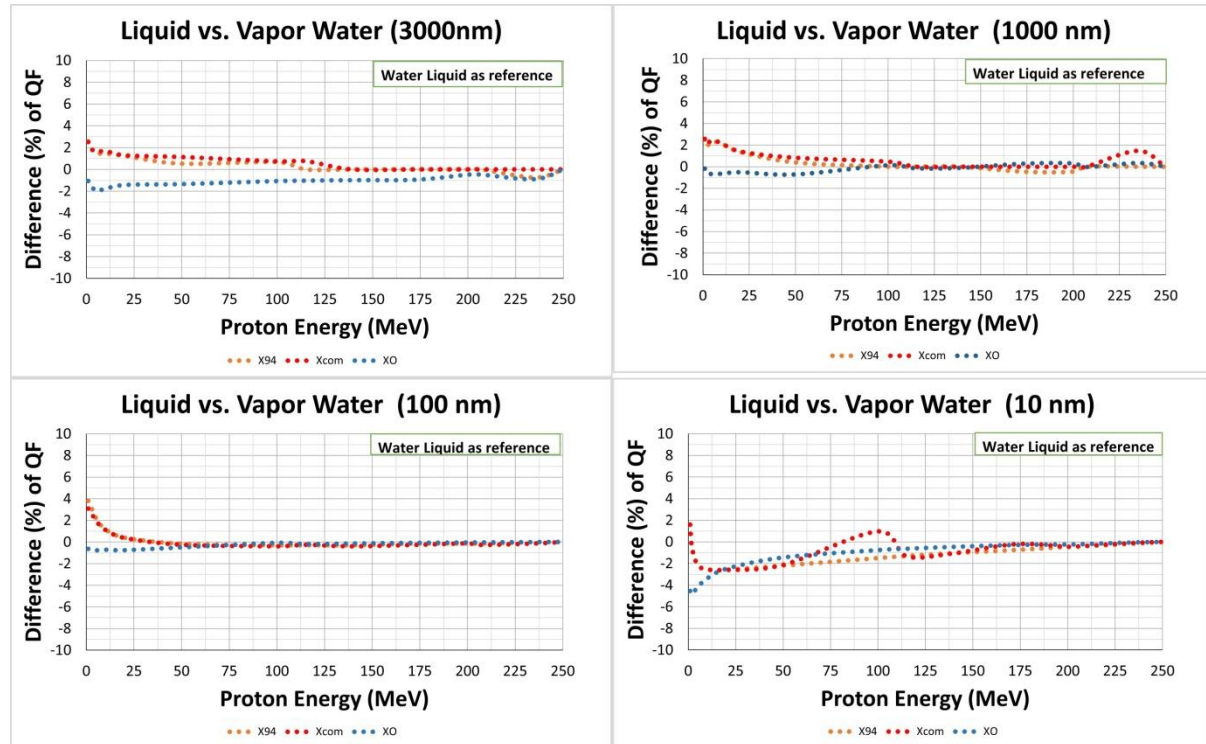 Liquid vs. Vapor Water (3000nm)
Water Liquid as reference
Difference (%) of QF
10
8
6
4
2
0
-2
-4
-6
-8
-10
0 25 50 75 100 125 150 175 200 225 250
Proton Energy (MeV)
X94 Xcom XO
Liquid vs. Vapor Water (1000 nm)
Water Liquid as reference
Difference (%) of QF
10
8
6
4
2
0
-2
-4
-6
-8
-10
0 25 50 75 100 125 150 175 200 225 250
Proton Energy (MeV)
X94 Xcom XO
Liquid vs. Vapor Water (100 nm)
Water Liquid as reference
Difference (%) of QF
10
8
6
4
2
0
-2
-4
-6
-8
-10
0 25 50 75 100 125 150 175 200 225 250
Proton Energy (MeV)
X94 Xcom XO
Liquid vs. Vapor Water (10 nm)
Water Liquid as reference
Difference (%) of QF
10
8
6
4
2
0
-2
-4
-6
-8
-10
0 25 50 75 100 125 150 175 200 225 250
Proton Energy (MeV)
X94 Xcom XO